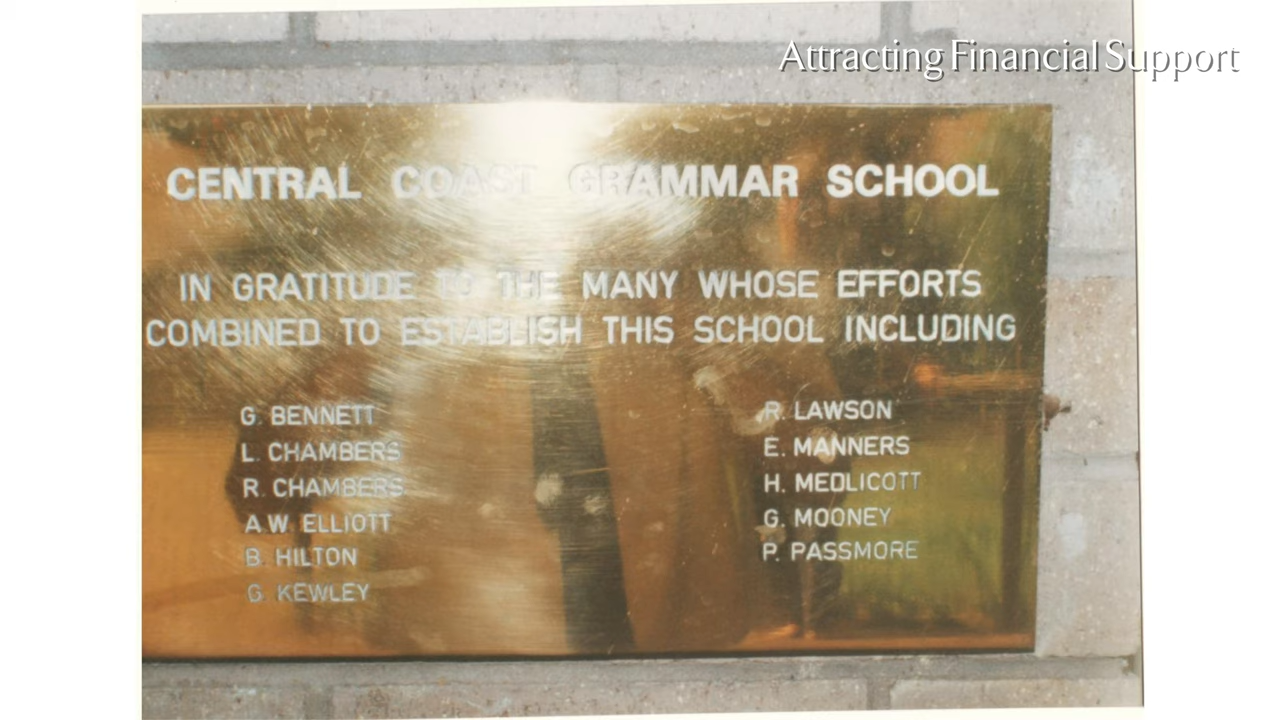 Attracting Financial Support
CENTRAL COAST GRAMMAR SCHOOL
IN GRATITUDE TO THE MANY WHOSE EFFORTS
COMBINED TO ESTABLISH THIS SCHOOL INCLUDING
G. BENNETT
L. CHAMBERS
R. CHAMBERS
A.W. ELLIOTT
B. HILTON
G. KEWLEY
R. LAWSON
E. MANNERS
H. MEDLICOTT
G. MOONEY
P. PASSMORE